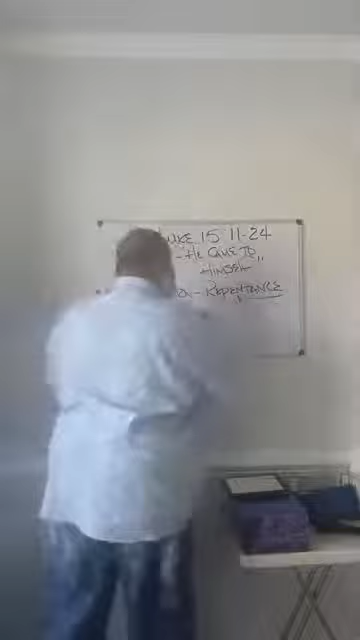 LUKE 15 11-24
- HE CAME TO
HIMSELF"
- REPENTANCE